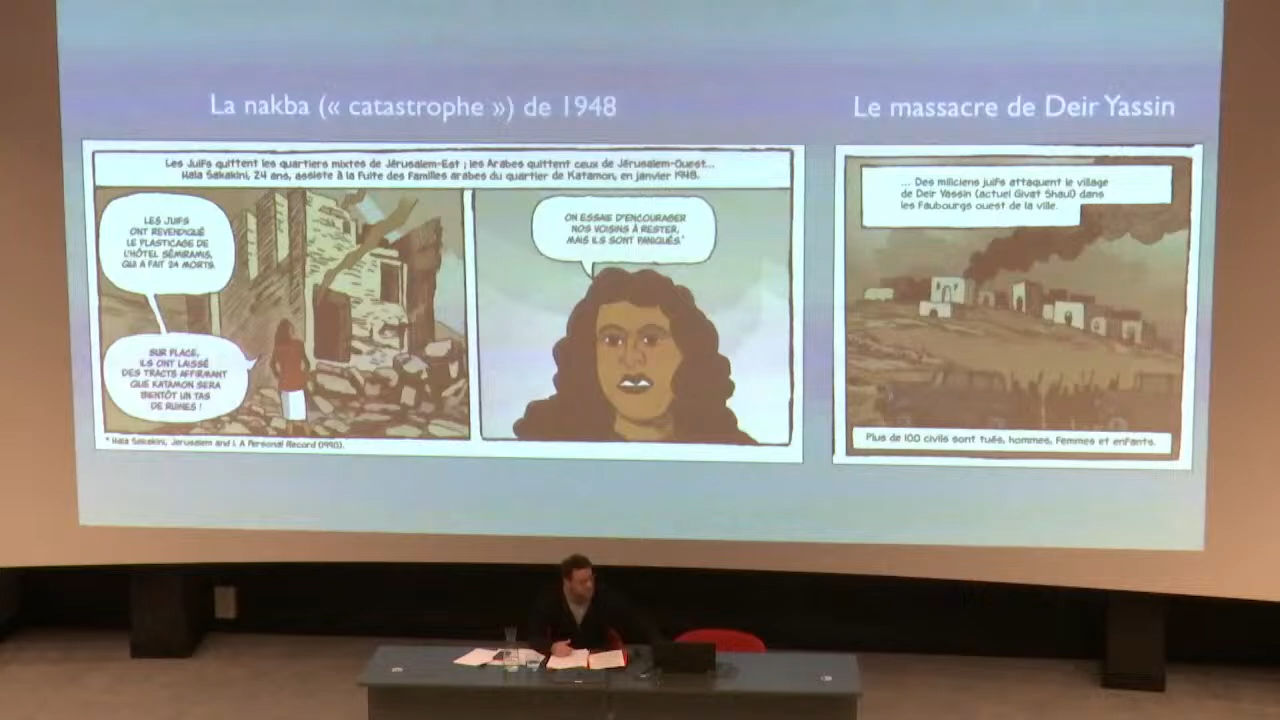 La nakba (« catastrophe ») de 1948
Les Juifs quittent les quartiers mixtes de Jérusalem-Est ; les Arabes quittent ceux de Jérusalem-Ouest...
Hala Sakakini, 24 ans, assiste à la fuite des familles arabes du quartier de Katamon, en janvier 1948.
LES JUIFS
ONT REVENDIQUÉ
LE PLASTICAGE DE
L'HÔTEL SÉMIRAMIS,
QUI A FAIT 24 MORTS.
SUR PLACE,
ILS ONT LAISSÉ
DES TRACTS AFFIRMANT
QUE KATAMON SERA
BIENTÔT UN TAS
DE RUINES !
ON ESSAIE D'ENCOURAGER
NOS VOISINS À RESTER,
MAIS ILS SONT PANIQUÉS.*
* Hala Sakakini, Jerusalem and I. A Personal Record (1990).
Le massacre de Deir Yassin
... Des miliciens juifs attaquent le village
de Deir Yassin (actuel Givat Shaul) dans
les faubourgs ouest de la ville.
Plus de 100 civils sont tués, hommes, femmes et enfants.